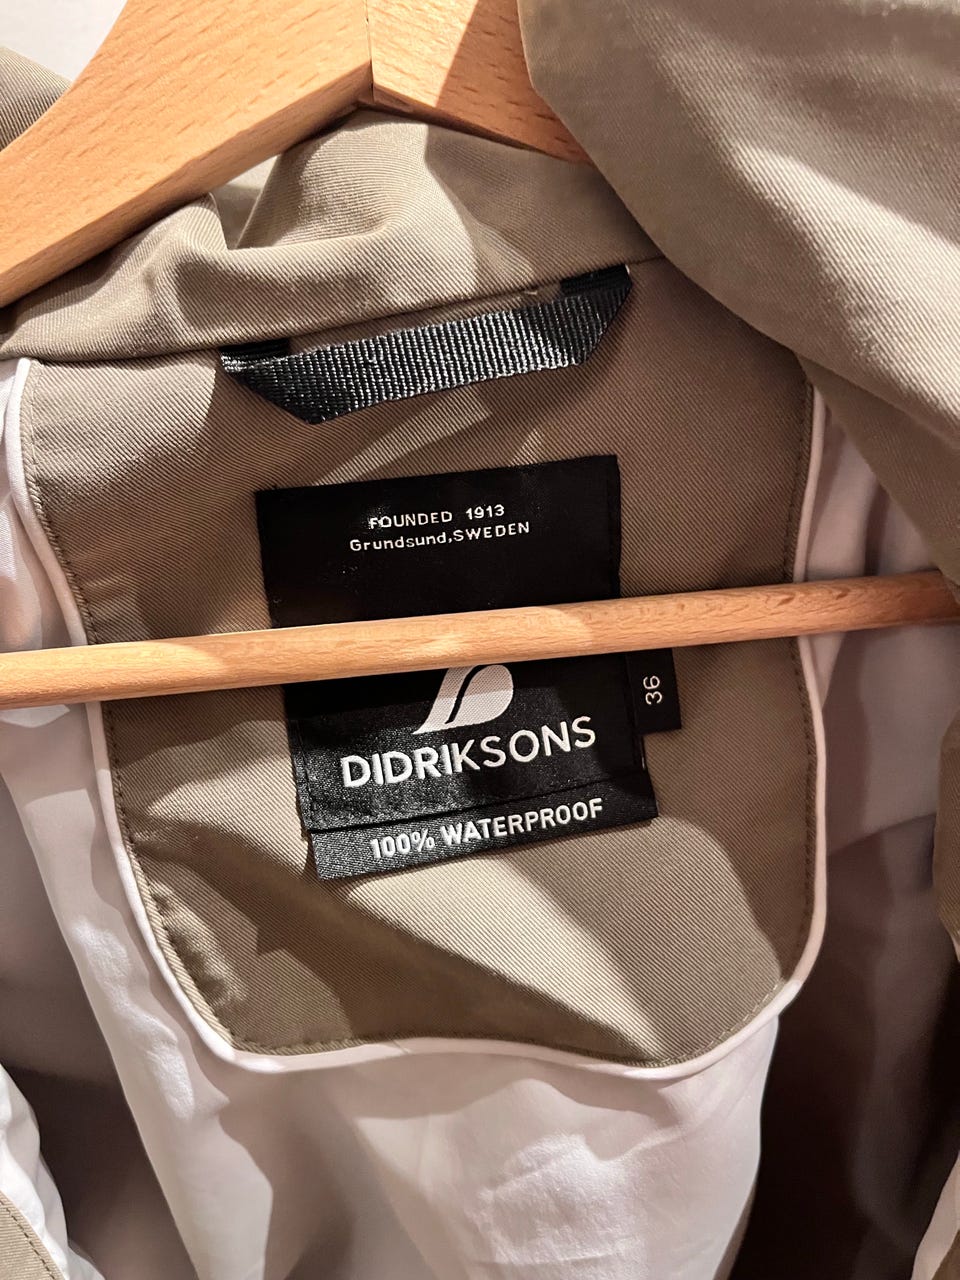 FOUNDED 1913
Grundsund,SWEDEN
36
DIDRIKSONS
100% WATERPROOF